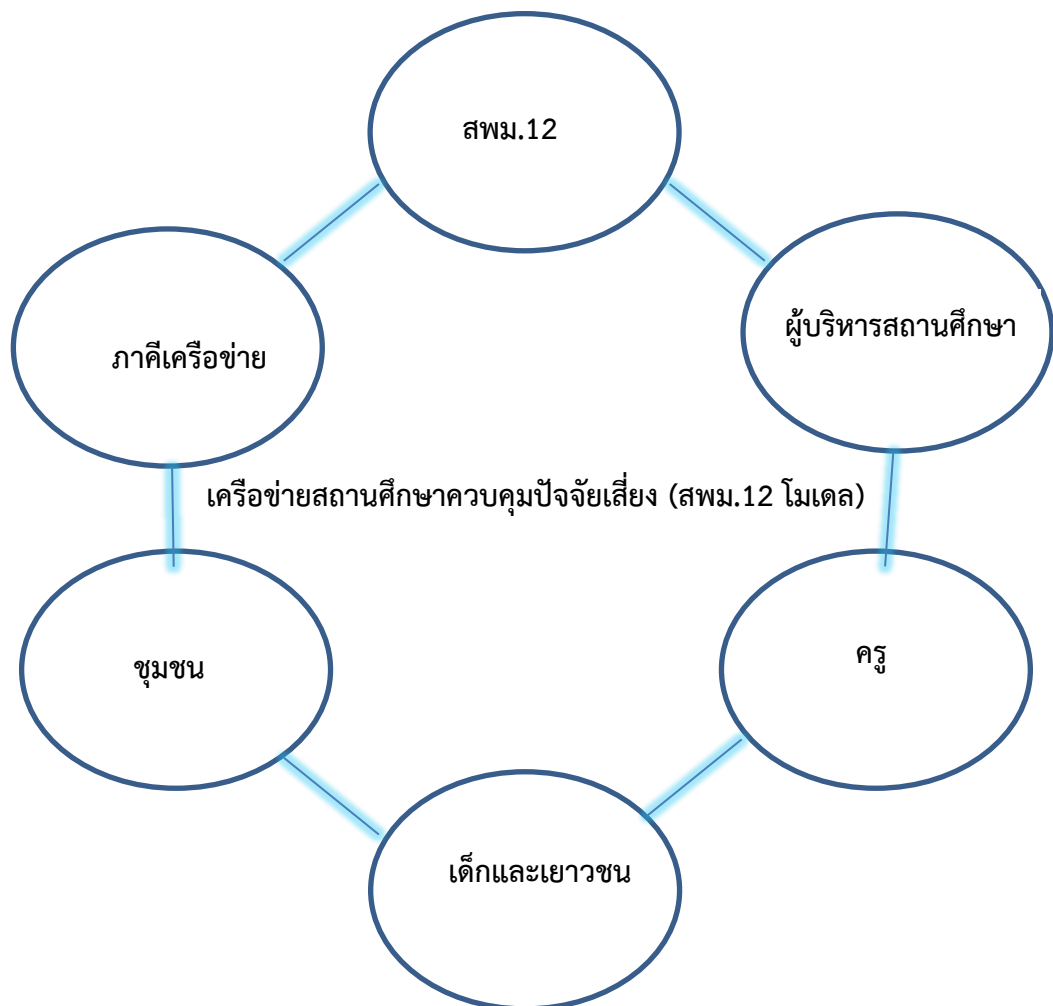 สพม.12
ผู้บริหารสถานศึกษา
ภาคีเครือข่าย
เครือข่ายสถานศึกษาควบคุมปัจจัยเสี่ยง (สพม.12 โมเดล)
ครู
ชุมชน
เด็กและเยาวชน